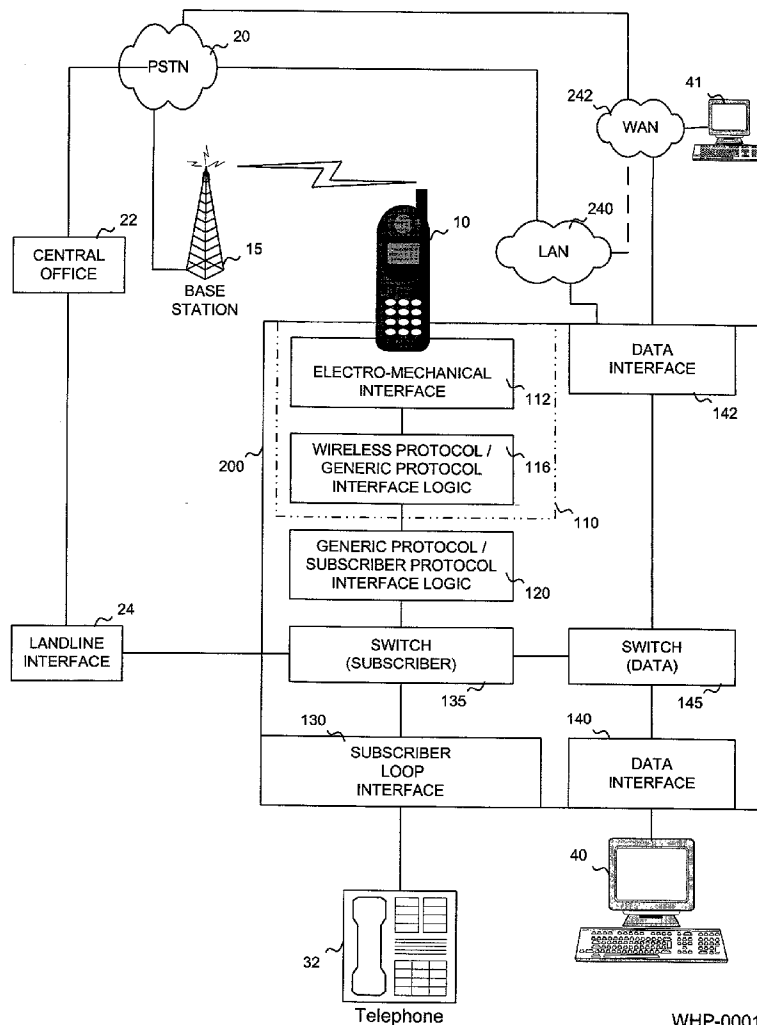 20
PSTN
41
242
WAN
22
10
240
CENTRAL
OFFICE
15
LAN
BASE
STATION
ELECTRO-MECHANICAL
INTERFACE
112
DATA
INTERFACE
142
200
WIRELESS PROTOCOL /
GENERIC PROTOCOL
INTERFACE LOGIC
116
110
GENERIC PROTOCOL /
SUBSCRIBER PROTOCOL
INTERFACE LOGIC
120
24
LANDLINE
INTERFACE
SWITCH
(SUBSCRIBER)
135
SWITCH
(DATA)
145
130
SUBSCRIBER
LOOP
INTERFACE
140
DATA
INTERFACE
40
32
Telephone
WHP-0001